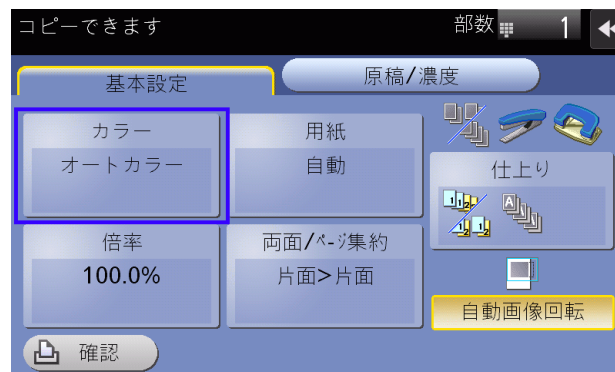 コピーできます
部数 1
基本設定
原稿/濃度
カラー
オートカラー
用紙
自動
仕上り
倍率
100.0%
両面/ページ集約
片面>片面
自動画像回転
確認